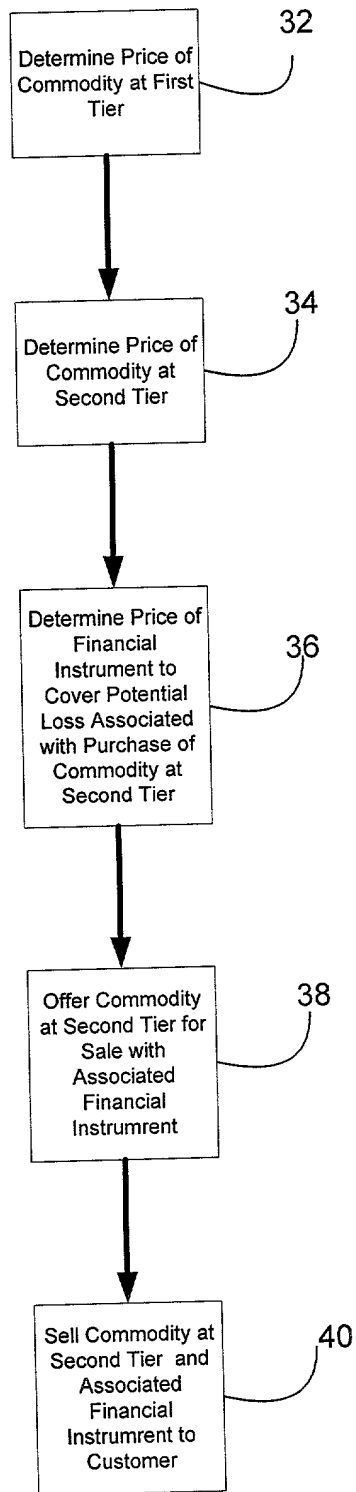 32
Determine Price of
Commodity at First
Tier
34
Determine Price of
Commodity at
Second Tier
Determine Price of
Financial
Instrument to
Cover Potential
Loss Associated
with Purchase of
Commodity at
Second Tier
36
Offer Commodity
at Second Tier for
Sale with
Associated
Financial
Instrumrent
38
Sell Commodity at
Second Tier and
Associated
Financial
Instrumrent to
Customer
40